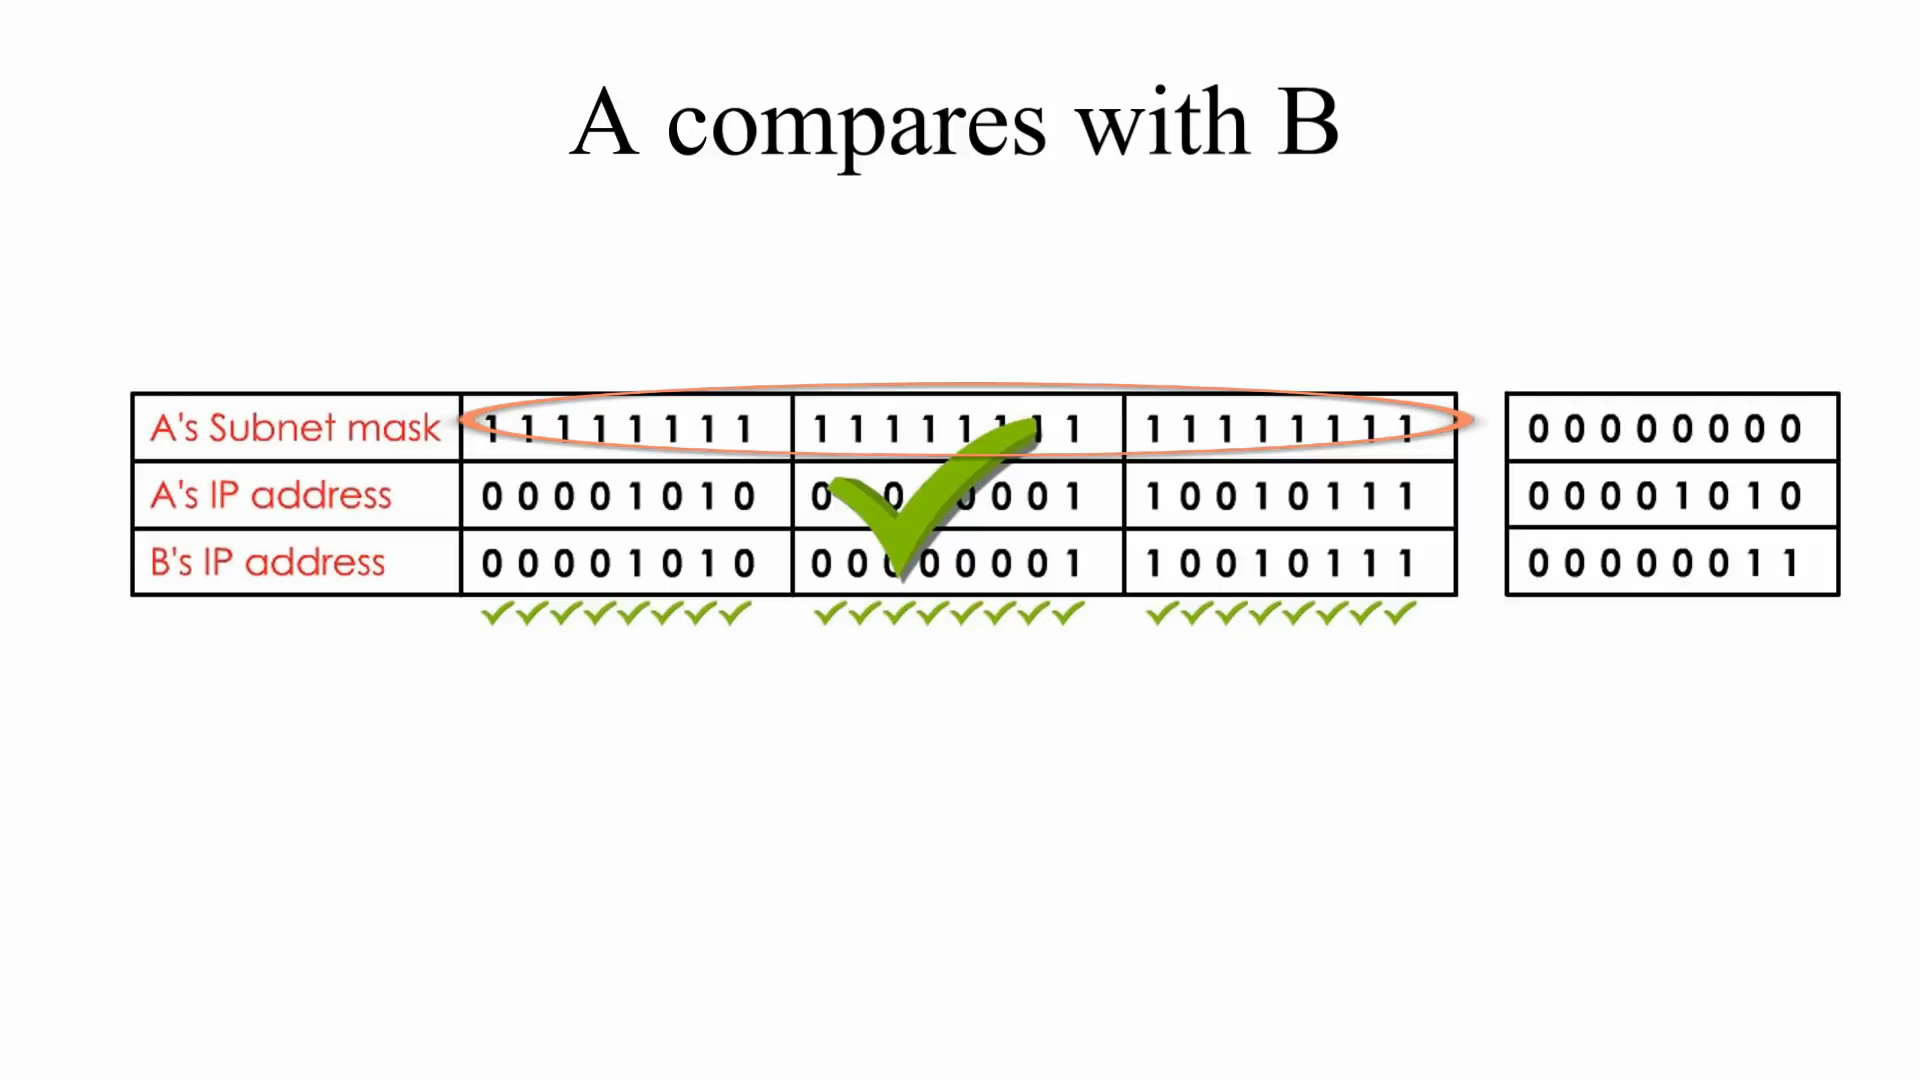 A compares with B
A's Subnet mask 1 1 1 1 1 1 1 1 1 1 1 1 1 1 1 1 1 1 1 1 1 1 1 1 0 0 0 0 0 0 0 0
A's IP address 0 0 0 0 1 0 1 0 0 0 0 0 0 1 1 0 0 1 0 1 1 1 0 0 0 0 1 0 1 0
B's IP address 0 0 0 0 1 0 1 0 0 0 0 0 0 0 0 1 1 0 0 1 0 1 1 1 0 0 0 0 0 0 1 1